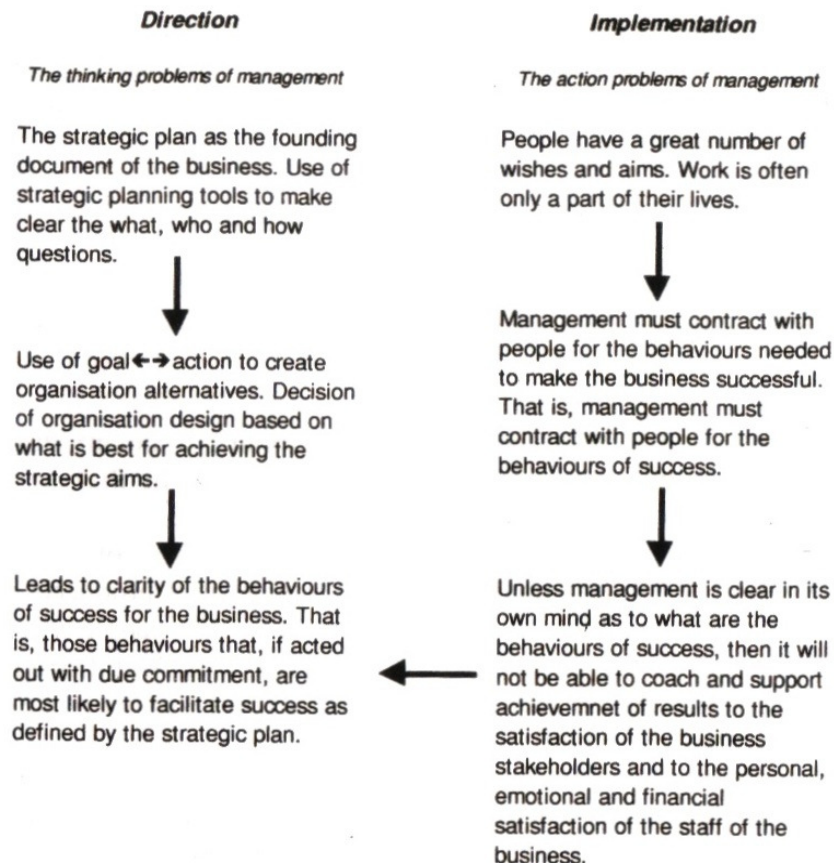 Direction
The thinking problems of management
The strategic plan as the founding
document of the business. Use of
strategic planning tools to make
clear the what, who and how
questions.
Use of goal←→action to create
organisation alternatives. Decision
of organisation design based on
what is best for achieving the
strategic aims.
Leads to clarity of the behaviours
of success for the business. That
is, those behaviours that, if acted
out with due commitment, are
most likely to facilitate success as
defined by the strategic plan.
Implementation
The action problems of management
People have a great number of
wishes and aims. Work is often
only a part of their lives.
Management must contract with
people for the behaviours needed
to make the business successful.
That is, management must
contract with people for the
behaviours of success.
Unless management is clear in its
own mind as to what are the
behaviours of success, then it will
not be able to coach and support
achievemnet of results to the
satisfaction of the business
stakeholders and to the personal,
emotional and financial
satisfaction of the staff of the
business.